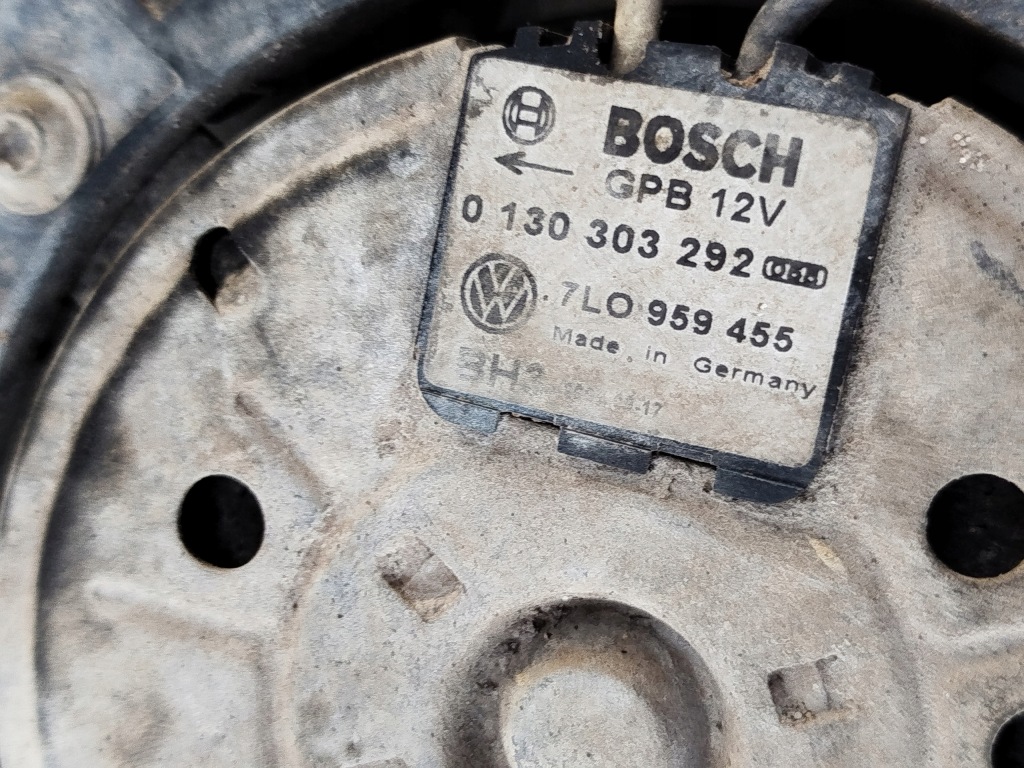 BOSCH
GPB 12V
0 130 303 292
7L0 959 455
Made in Germany